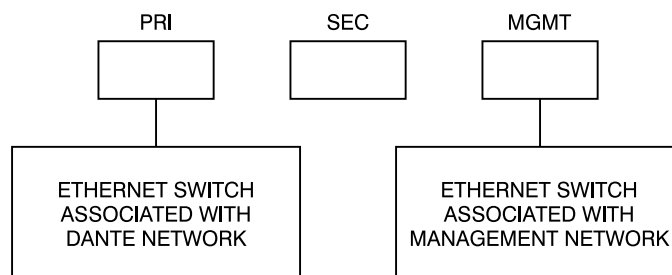 PRI
SEC
MGMT
ETHERNET SWITCH
ASSOCIATED WITH
DANTE NETWORK
ETHERNET SWITCH
ASSOCIATED WITH
MANAGEMENT NETWORK